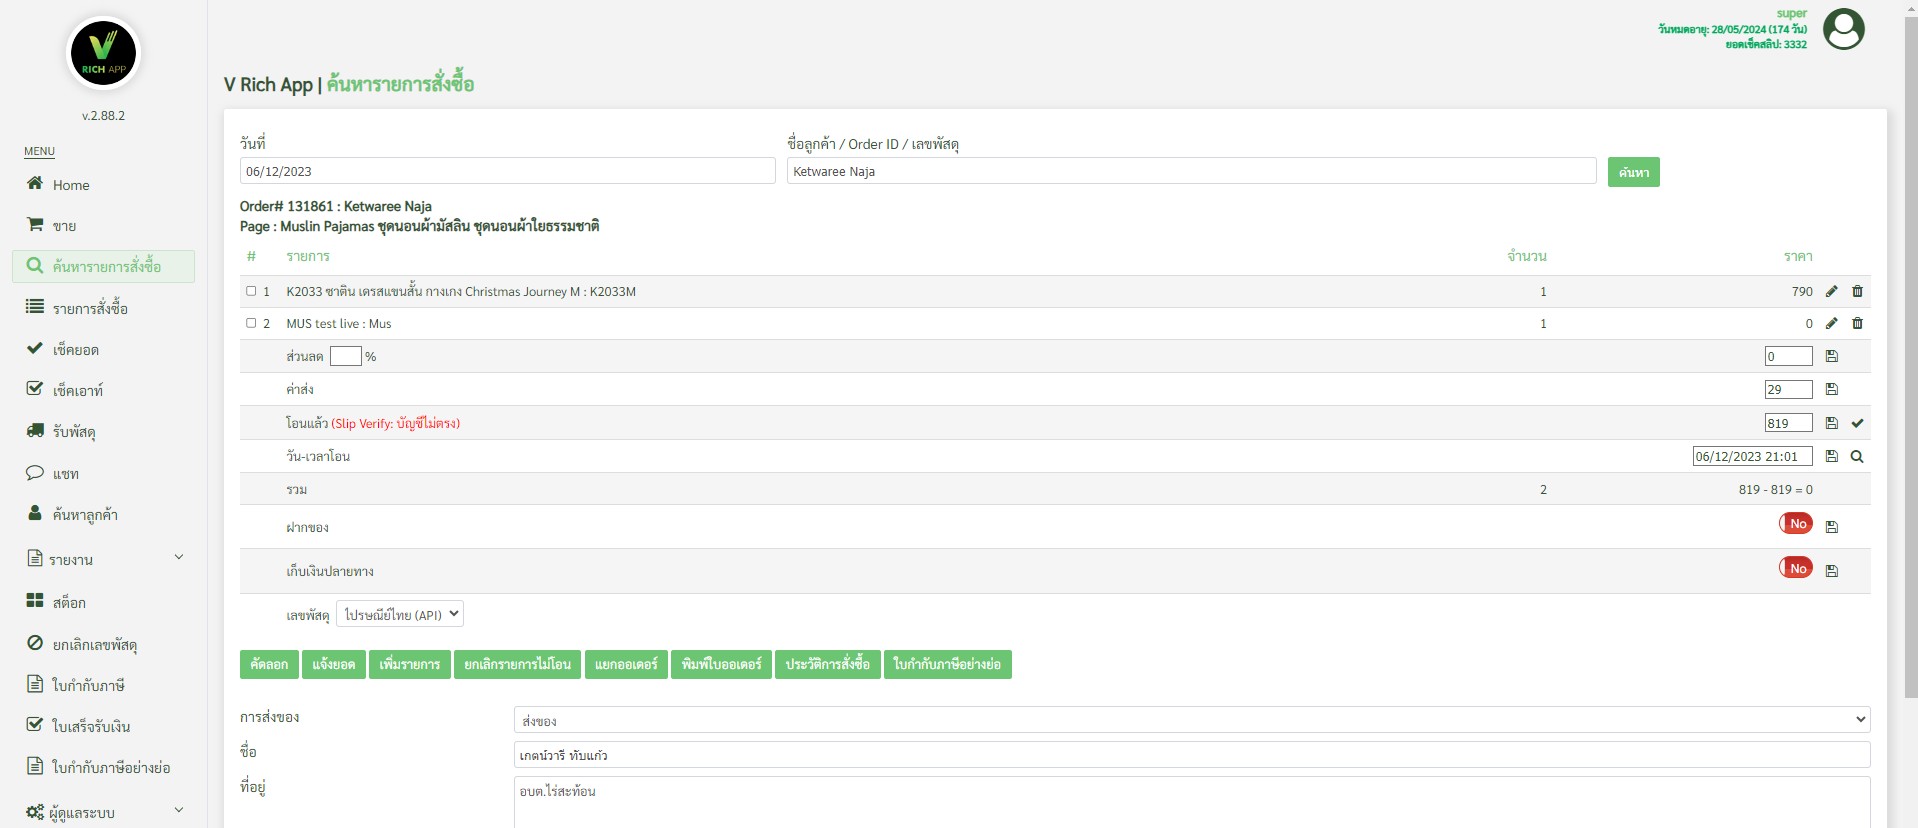 super
วันหมดอายุ: 28/05/2024 (174 วัน)
ยอดเช็คสลิป: 3332
V RICH APP
v.2.88.2
MENU
Home
ขาย
ค้นหารายการสั่งซื้อ
รายการสั่งซื้อ
เช็คยอด
เช็คเอาท์
รับพัสดุ
แชท
ค้นหาลูกค้า
รายงาน
สต็อก
ยกเลิกเลขพัสดุ
ใบกำกับภาษี
ใบเสร็จรับเงิน
ใบกำกับภาษีอย่างย่อ
ผู้ดูแลระบบ
V Rich App | ค้นหารายการสั่งซื้อ
วันที่ ชื่อลูกค้า / Order ID / เลขพัสดุ
06/12/2023 Ketwaree Naja ค้นหา
Order# 131861 : Ketwaree Naja
Page : Muslin Pajamas ชุดนอนผ้ามัสลิน ชุดนอนผ้าใยธรรมชาติ
# รายการ จำนวน ราคา
1 K2033 ซาติน เดรสแขนสั้น กางเกง Christmas Journey M : K2033M 1 790
2 MUS test live : Mus 1 0
ส่วนลด % 0
ค่าส่ง 29
โอนแล้ว (Slip Verify: บัญชีไม่ตรง) 819
วัน-เวลาโอน 06/12/2023 21:01
รวม 2 819 - 819 = 0
ฝากของ No
เก็บเงินปลายทาง No
เลขพัสดุ ไปรษณีย์ไทย (API)
คัดลอก แจ้งยอด เพิ่มรายการ ยกเลิกรายการไม่โอน แยกออเดอร์ พิมพ์ใบออเดอร์ ประวัติการสั่งซื้อ ใบกำกับภาษีอย่างย่อ
การส่งของ ส่งของ
ชื่อ เกตน์วารี ทับแก้ว
ที่อยู่ อบต.ไร่สะท้อน